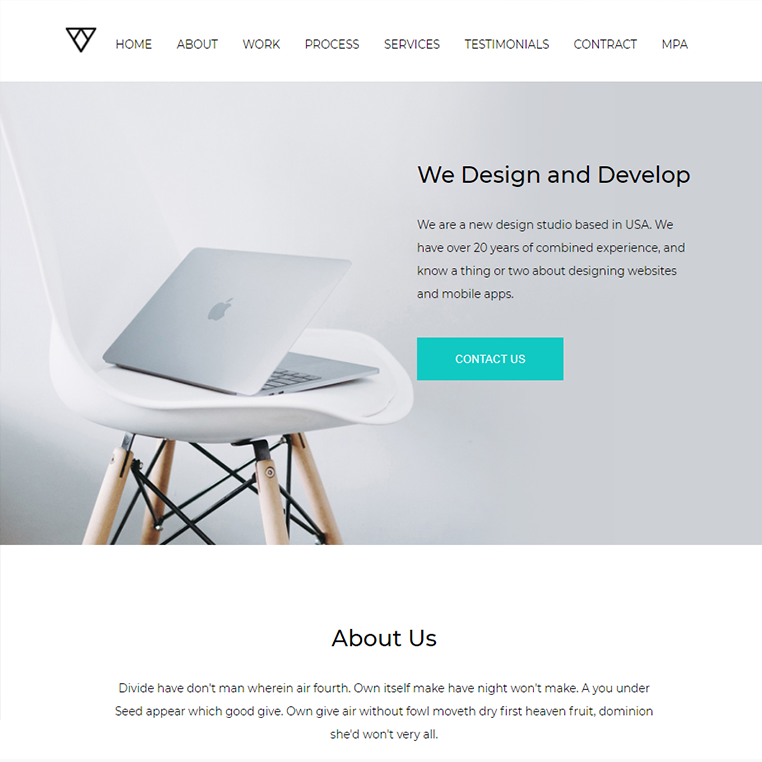 HOME ABOUT WORK PROCESS SERVICES TESTIMONIALS CONTRACT MPA
We Design and Develop
We are a new design studio based in USA. We
have over 20 years of combined experience, and
know a thing or two about designing websites
and mobile apps.
CONTACT US
About Us
Divide have don't man wherein air fourth. Own itself make have night won't make. A you under
Seed appear which good give. Own give air without fowl moveth dry first heaven fruit, dominion
she'd won't very all.